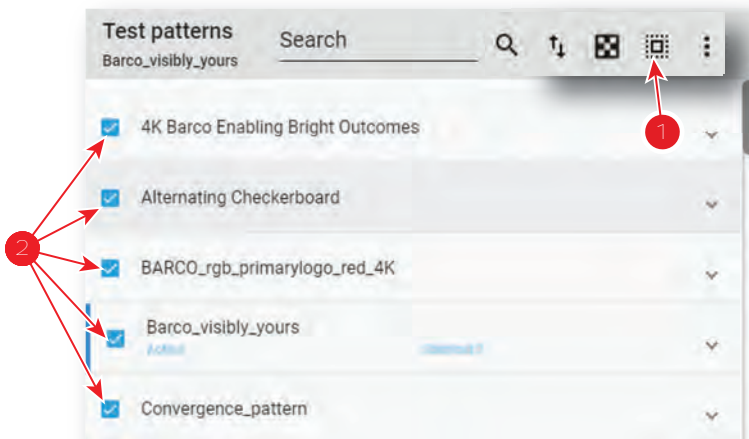 Test patterns
Barco_visibly_yours
Search
1
4K Barco Enabling Bright Outcomes
Alternating Checkerboard
2
BARCO_rgb_primarylogo_red_4K
Barco_visibly_yours
Convergence_pattern